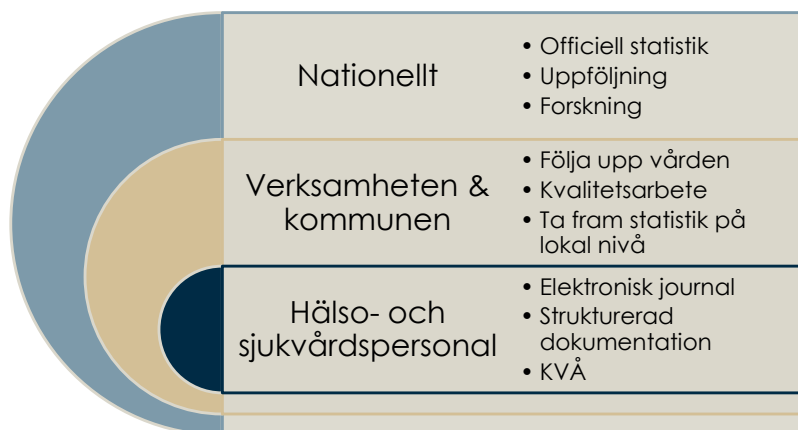 Nationellt
• Officiell statistik
• Uppföljning
• Forskning
Verksamheten &
kommunen
• Följa upp vården
• Kvalitetsarbete
• Ta fram statistik på
lokal nivå
Hälso- och
sjukvårdspersonal
• Elektronisk journal
• Strukturerad
dokumentation
• KVÅ